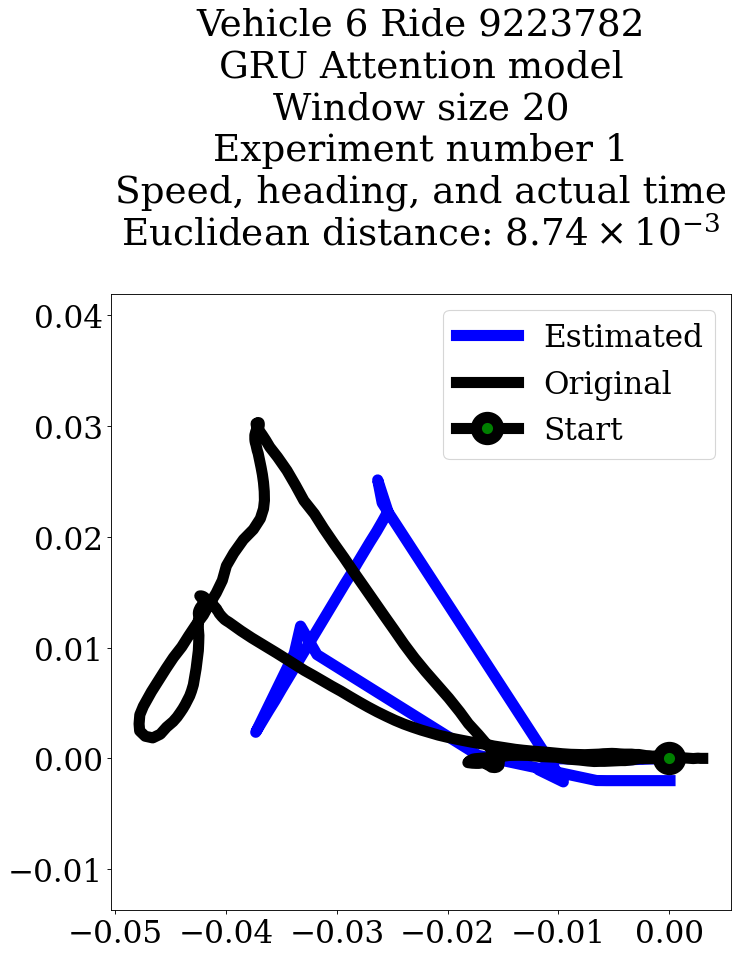 Vehicle 6 Ride 9223782
GRU Attention model
Window size 20
Experiment number 1
Speed, heading, and actual time
Euclidean distance: 8.74 × 10⁻³
Estimated
Original
Start
0.04
0.03
0.02
0.01
0.00
−0.01
−0.05 −0.04 −0.03 −0.02 −0.01 0.00